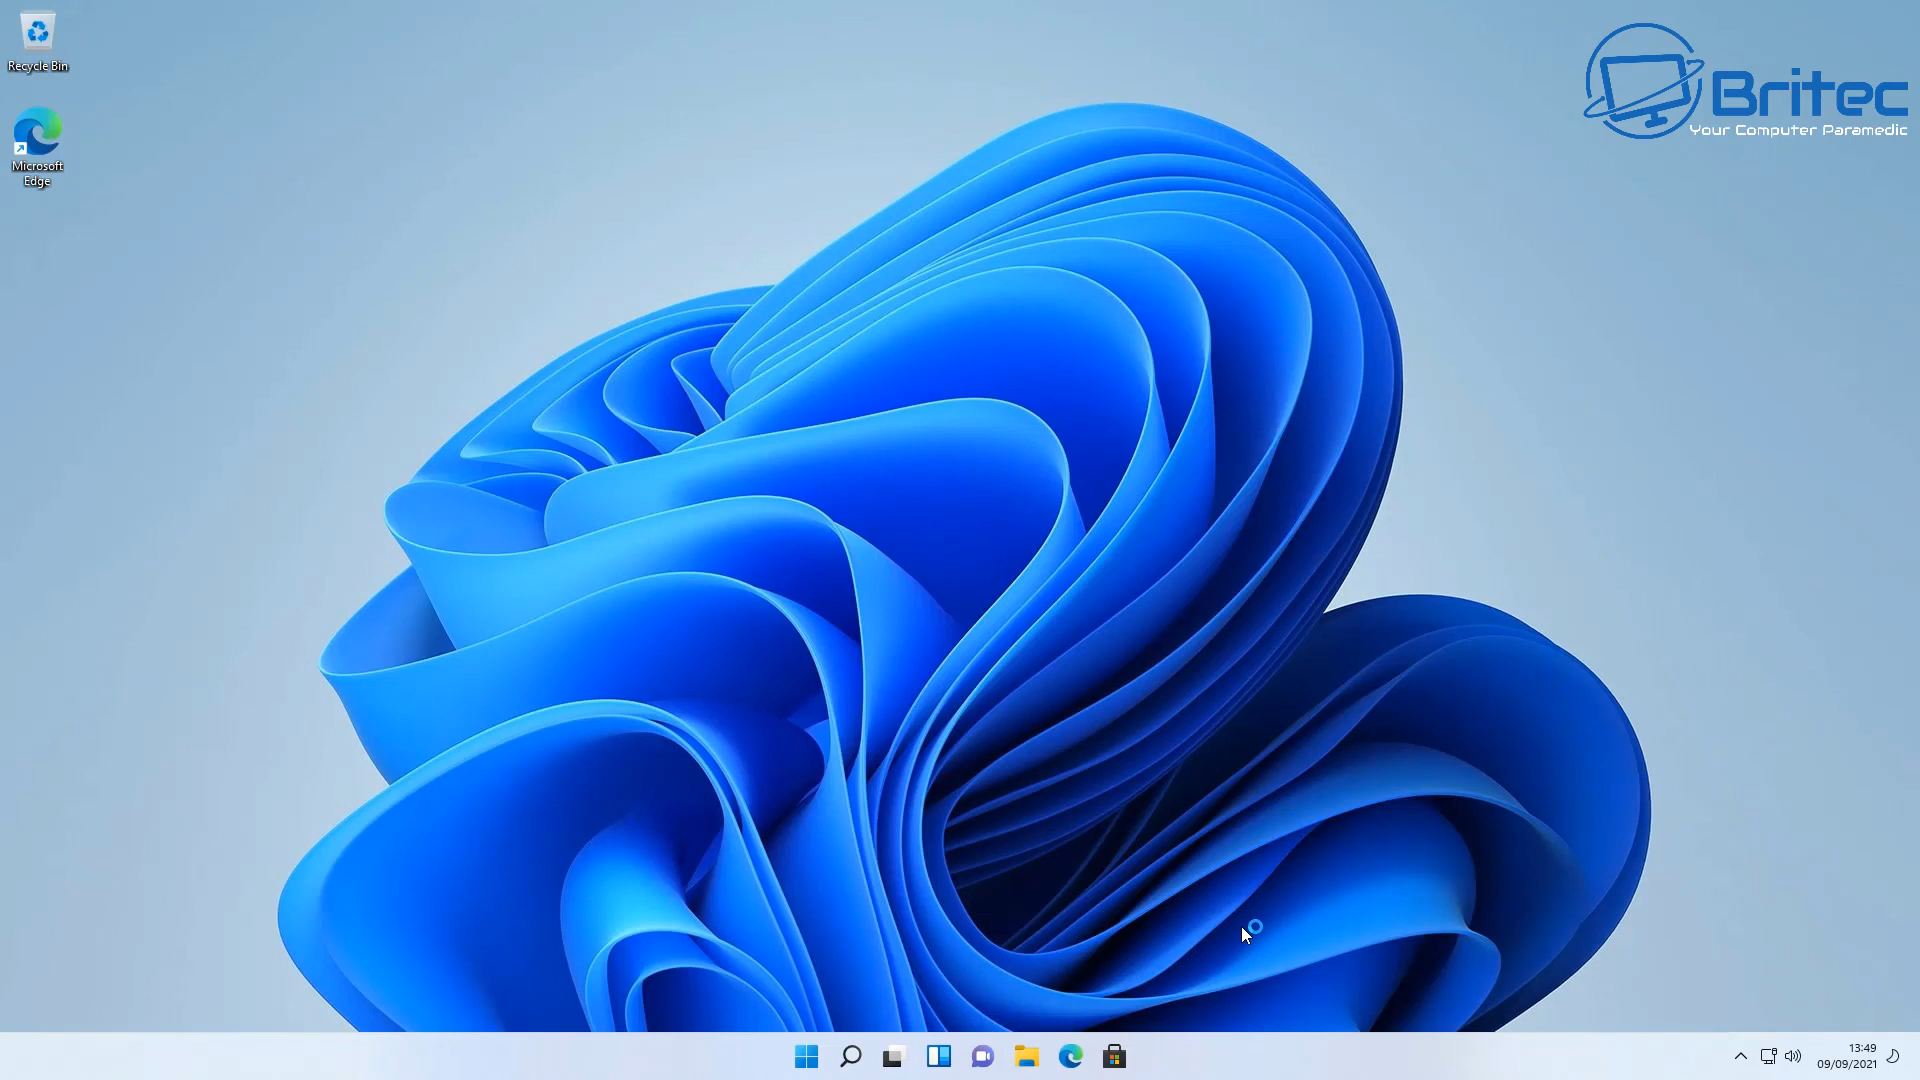 Recycle Bin
Microsoft
Edge
Britec
Your Computer Paramedic
13:49
09/09/2021